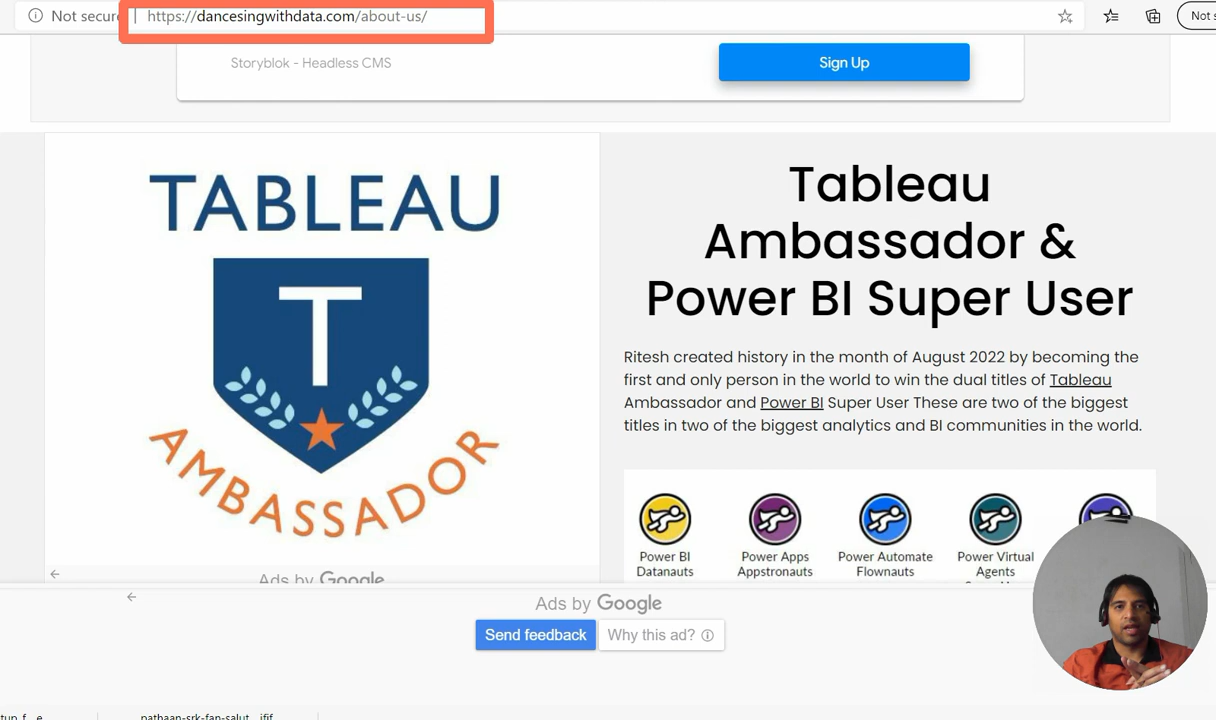 Not secure https://dancesingwithdata.com/about-us/
Not s
Storyblok - Headless CMS
Sign Up
TABLEAU
T
AMBASSADOR
Tableau
Ambassador &
Power BI Super User
Ritesh created history in the month of August 2022 by becoming the
first and only person in the world to win the dual titles of Tableau
Ambassador and Power BI Super User These are two of the biggest
titles in two of the biggest analytics and BI communities in the world.
Power BI
Datanauts
Power Apps
Appstronauts
Power Automate
Flownauts
Power Virtual
Agents
Ads by Google
Ads by Google
Send feedback
Why this ad?
pathaan-srk-fan-salut....jfif